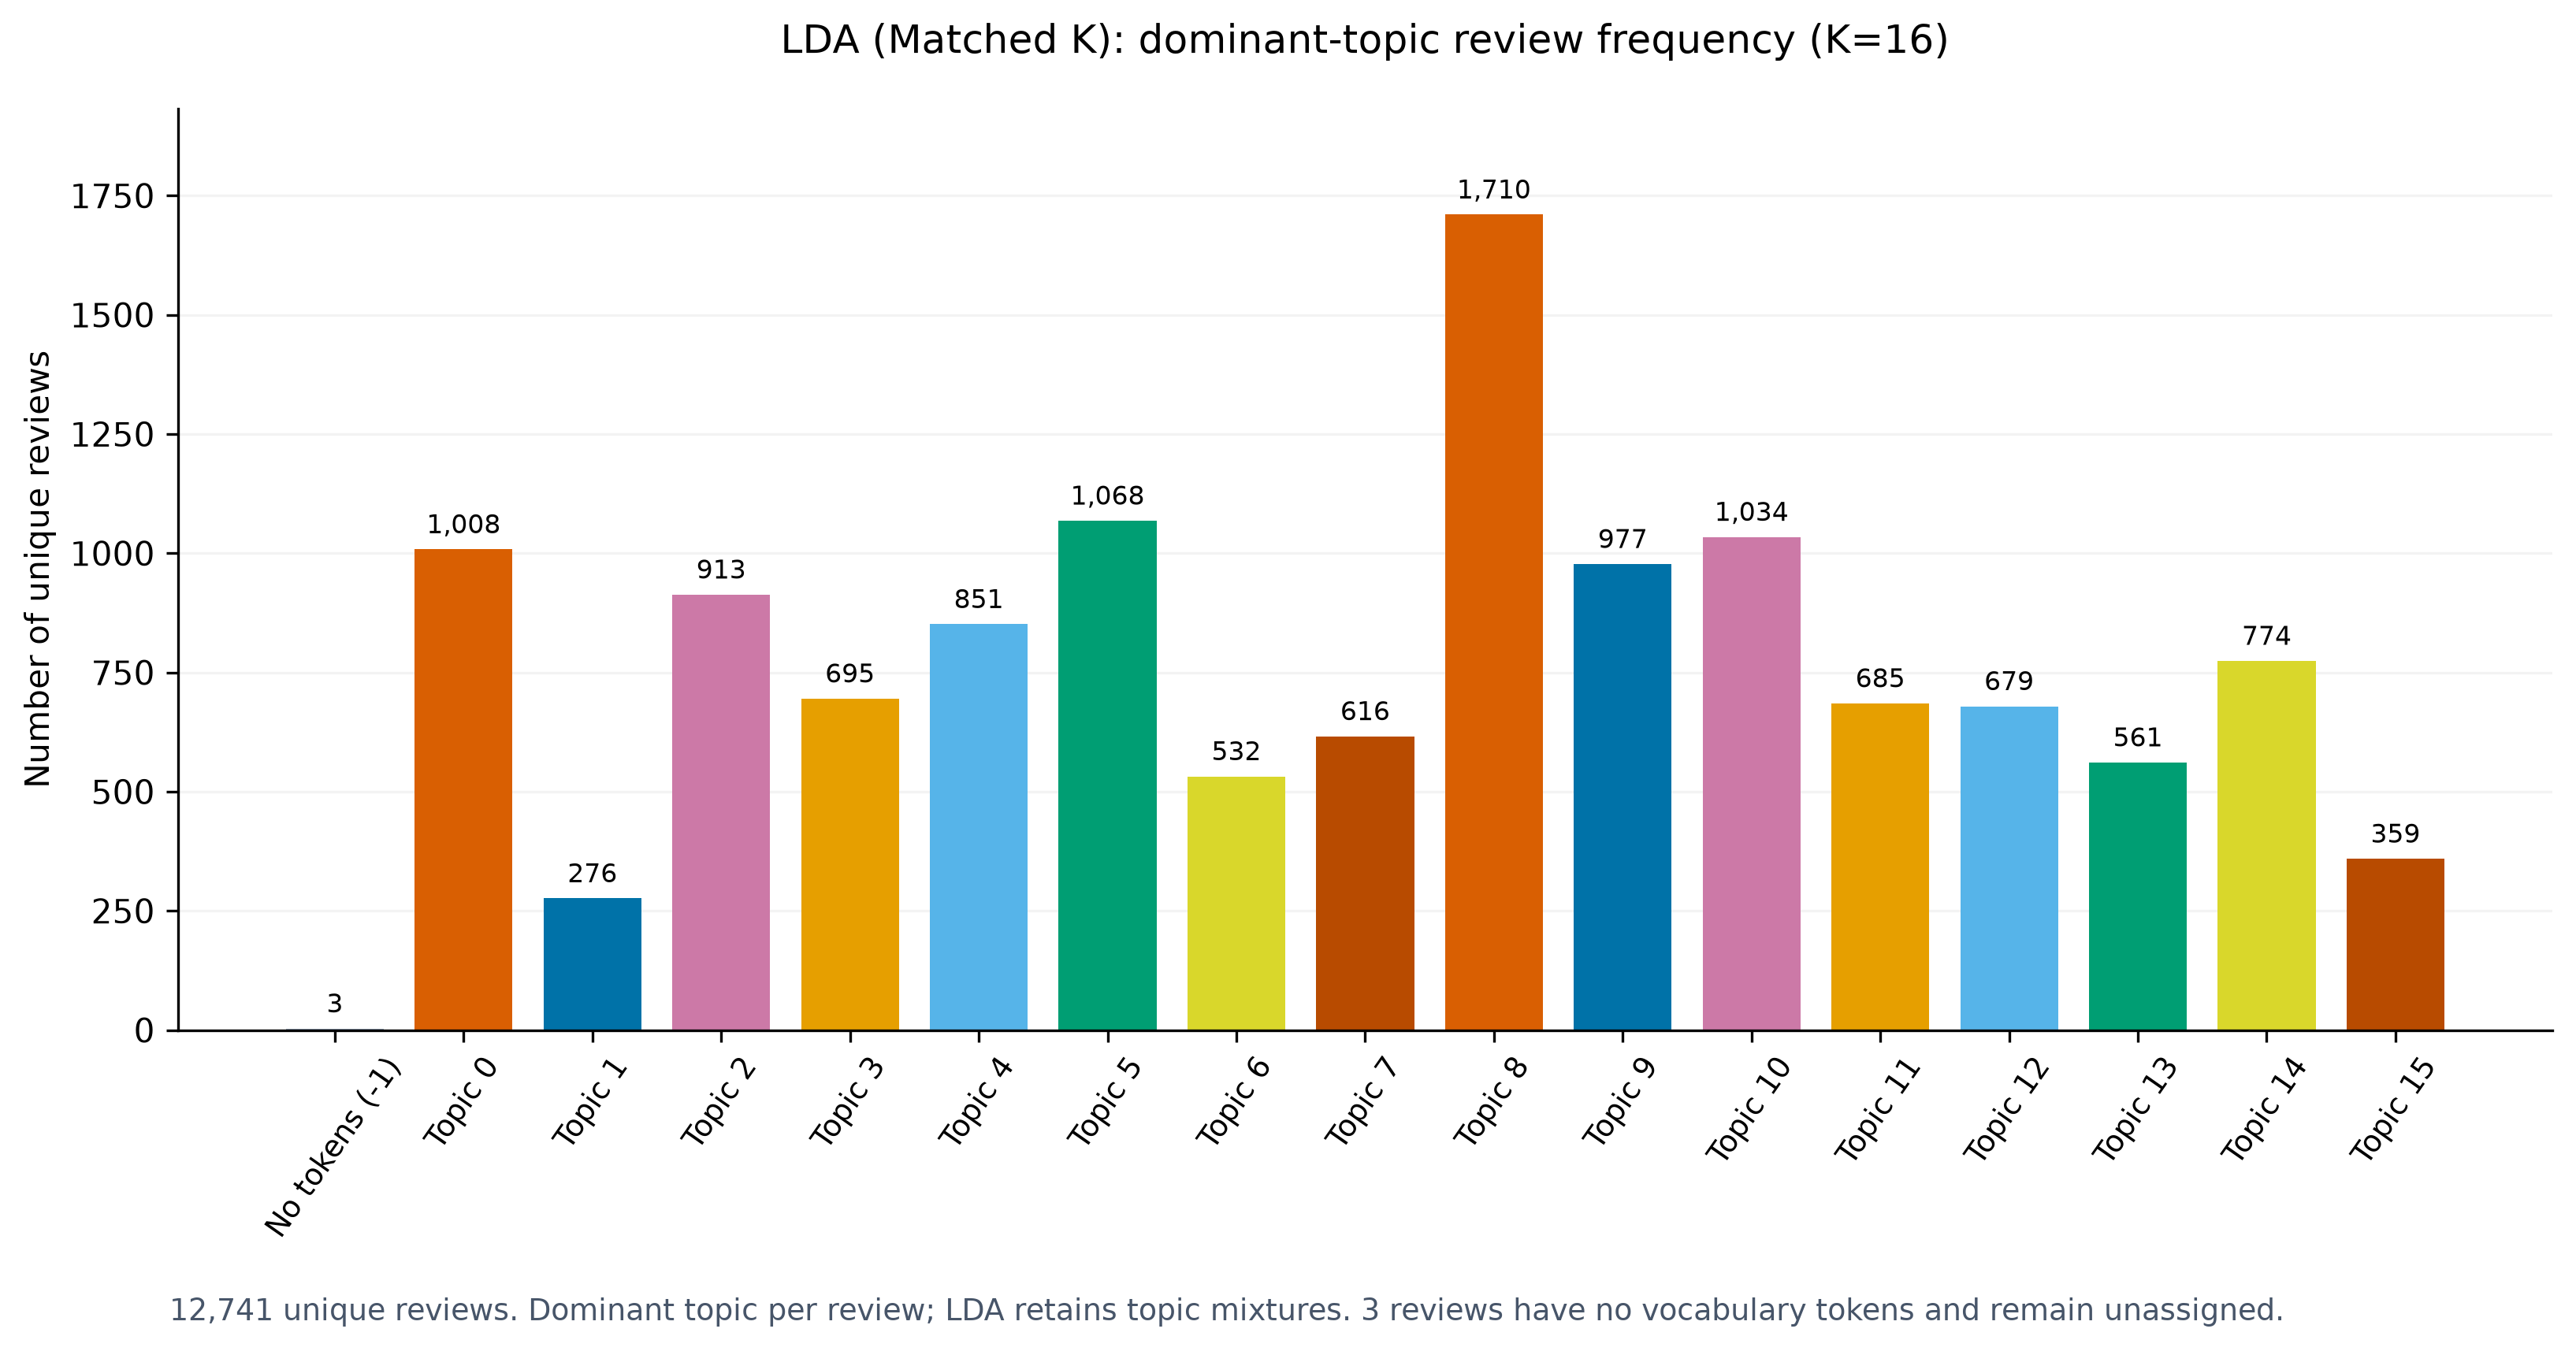 LDA (Matched K): dominant-topic review frequency (K=16)
Number of unique reviews
1750
1500
1250
1000
750
500
250
0
3
1,008
276
913
695
851
1,068
532
616
1,710
977
1,034
685
679
561
774
359
No tokens (-1)
Topic 0
Topic 1
Topic 2
Topic 3
Topic 4
Topic 5
Topic 6
Topic 7
Topic 8
Topic 9
Topic 10
Topic 11
Topic 12
Topic 13
Topic 14
Topic 15
12,741 unique reviews. Dominant topic per review; LDA retains topic mixtures. 3 reviews have no vocabulary tokens and remain unassigned.